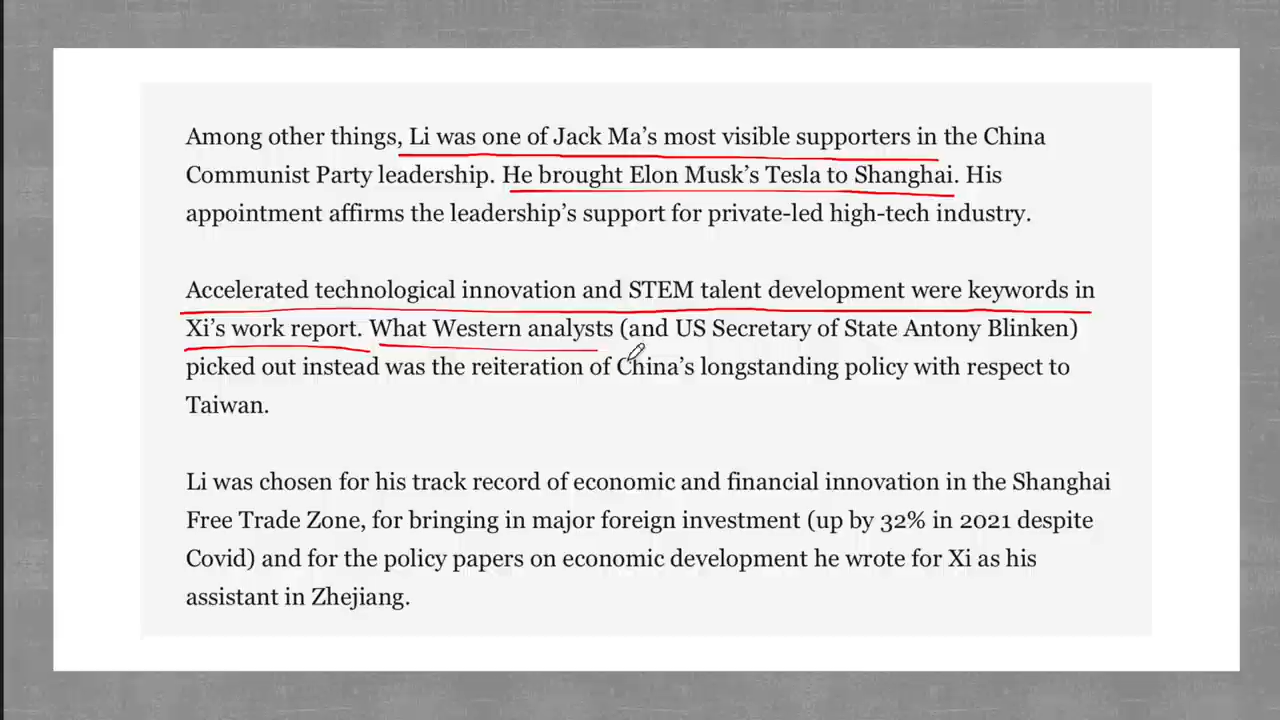 Among other things, Li was one of Jack Ma’s most visible supporters in the China
Communist Party leadership. He brought Elon Musk’s Tesla to Shanghai. His
appointment affirms the leadership’s support for private-led high-tech industry.
Accelerated technological innovation and STEM talent development were keywords in
Xi’s work report. What Western analysts (and US Secretary of State Antony Blinken)
picked out instead was the reiteration of China’s longstanding policy with respect to
Taiwan.
Li was chosen for his track record of economic and financial innovation in the Shanghai
Free Trade Zone, for bringing in major foreign investment (up by 32% in 2021 despite
Covid) and for the policy papers on economic development he wrote for Xi as his
assistant in Zhejiang.